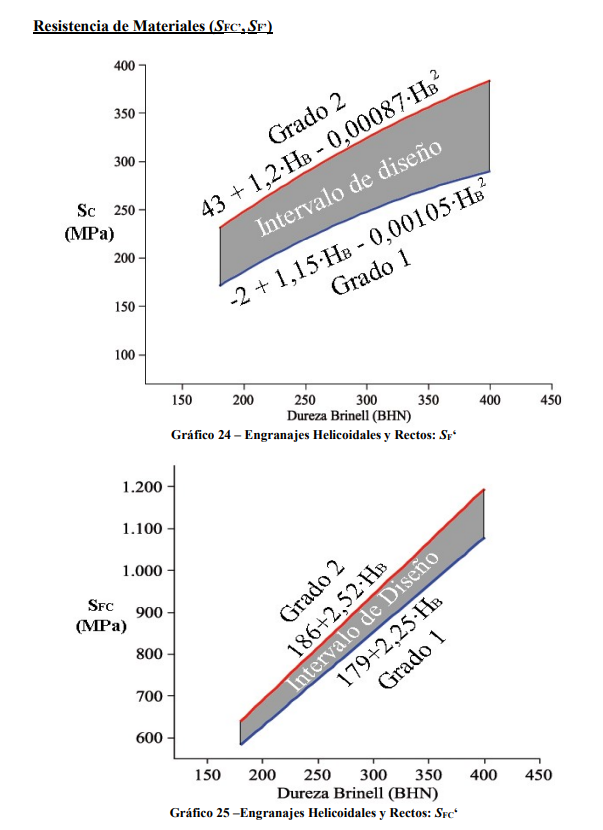 Resistencia de Materiales (SFC', SF')
400
350
300
250
200
150
100
Sc
(MPa)
Grado 2
43 + 1,2·HB - 0,00087·HB²
Intervalo de diseño
-2 + 1,15·HB - 0,00105·HB²
Grado 1
150 200 250 300 350 400 450
Dureza Brinell (BHN)
Gráfico 24 – Engranajes Helicoidales y Rectos: SF‘
1.200
1.100
1.000
900
800
700
600
SFC
(MPa)
Grado 2
186+2,52·HB
Intervalo de Diseño
179+2,25·HB
Grado 1
150 200 250 300 350 400 450
Dureza Brinell (BHN)
Gráfico 25 –Engranajes Helicoidales y Rectos: SFC‘